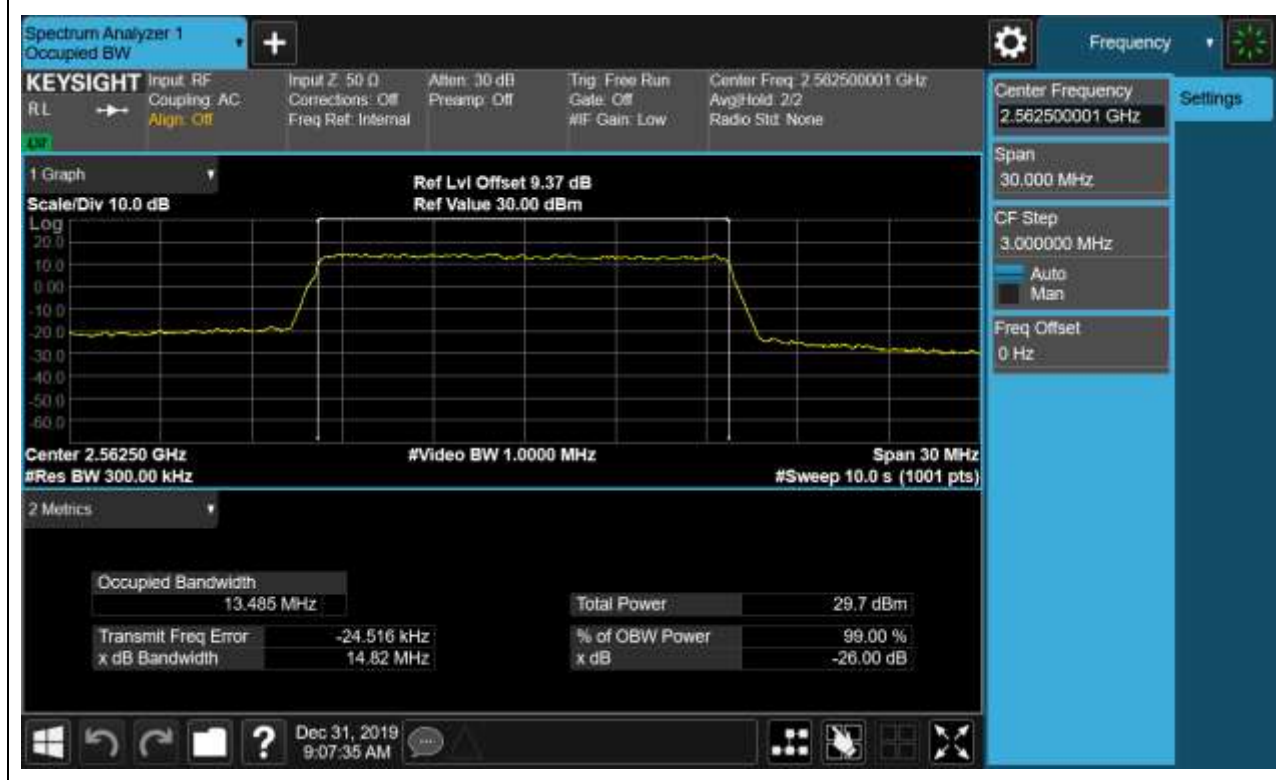 Spectrum Analyzer 1
Occupied BW
+
Frequency
KEYSIGHT
RL
Input: RF
Coupling: AC
Align: Off
Input Z: 50 Ω
Corrections: Off
Freq Ref: Internal
Atten: 30 dB
Preamp: Off
Trig: Free Run
Gate: Off
#IF Gain: Low
Center Freq: 2.562500001 GHz
Avg|Hold: 2/2
Radio Std: None
Center Frequency
2.562500001 GHz
Settings
Span
30.000 MHz
CF Step
3.000000 MHz
Auto
Man
Freq Offset
0 Hz
1 Graph
Scale/Div 10.0 dB
Ref Lvl Offset 9.37 dB
Ref Value 30.00 dBm
Log
20.0
10.0
0.00
-10.0
-20.0
-30.0
-40.0
-50.0
-60.0
Center 2.56250 GHz
#Video BW 1.0000 MHz
Span 30 MHz
#Res BW 300.00 kHz
#Sweep 10.0 s (1001 pts)
2 Metrics
Occupied Bandwidth
13.485 MHz
Total Power 29.7 dBm
Transmit Freq Error -24.516 kHz
% of OBW Power 99.00 %
x dB Bandwidth 14.82 MHz
x dB -26.00 dB
?
Dec 31, 2019
9:07:35 AM